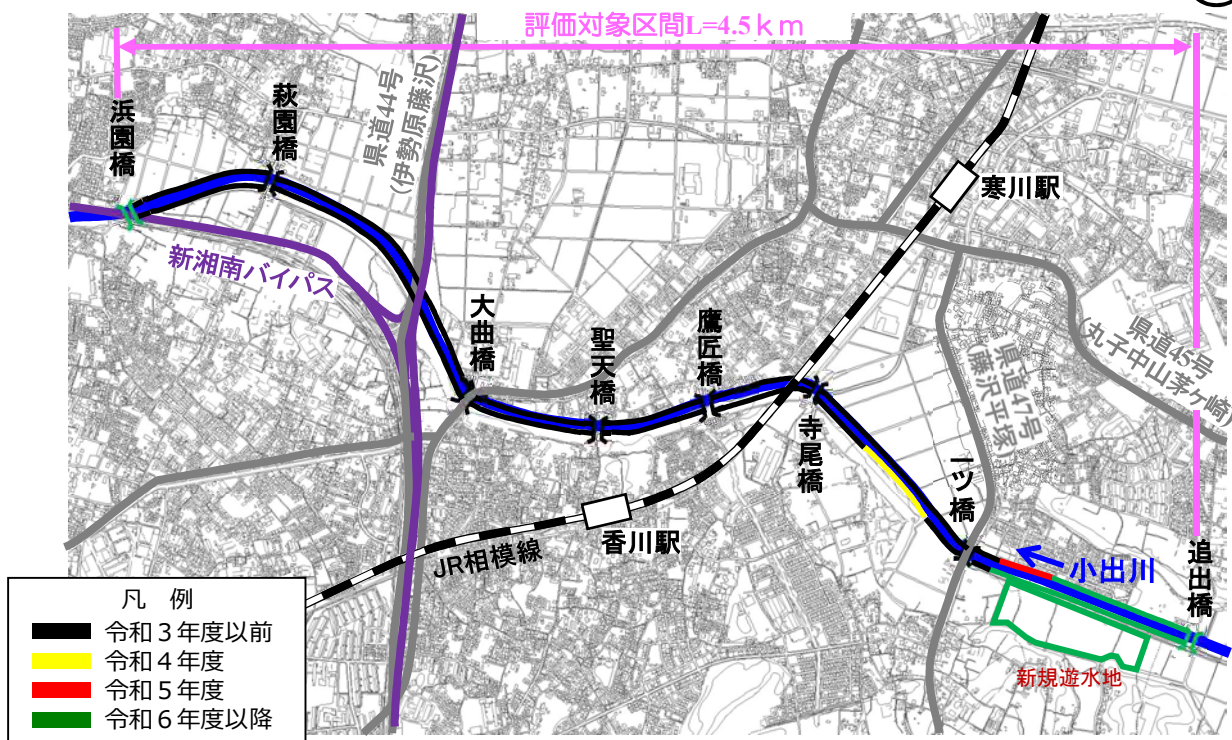 評価対象区間L=4.5km
浜園橋
萩園橋
県道44号
(伊勢原藤沢)
新湘南バイパス
大曲橋
聖天橋
鷹匠橋
寒川駅
寺尾橋
県道47号
(藤沢平塚)
県道45号
(丸子中山茅ヶ崎)
一ツ橋
香川駅
JR相模線
小出川
追出橋
新規遊水地
凡 例
令和3年度以前
令和4年度
令和5年度
令和6年度以降